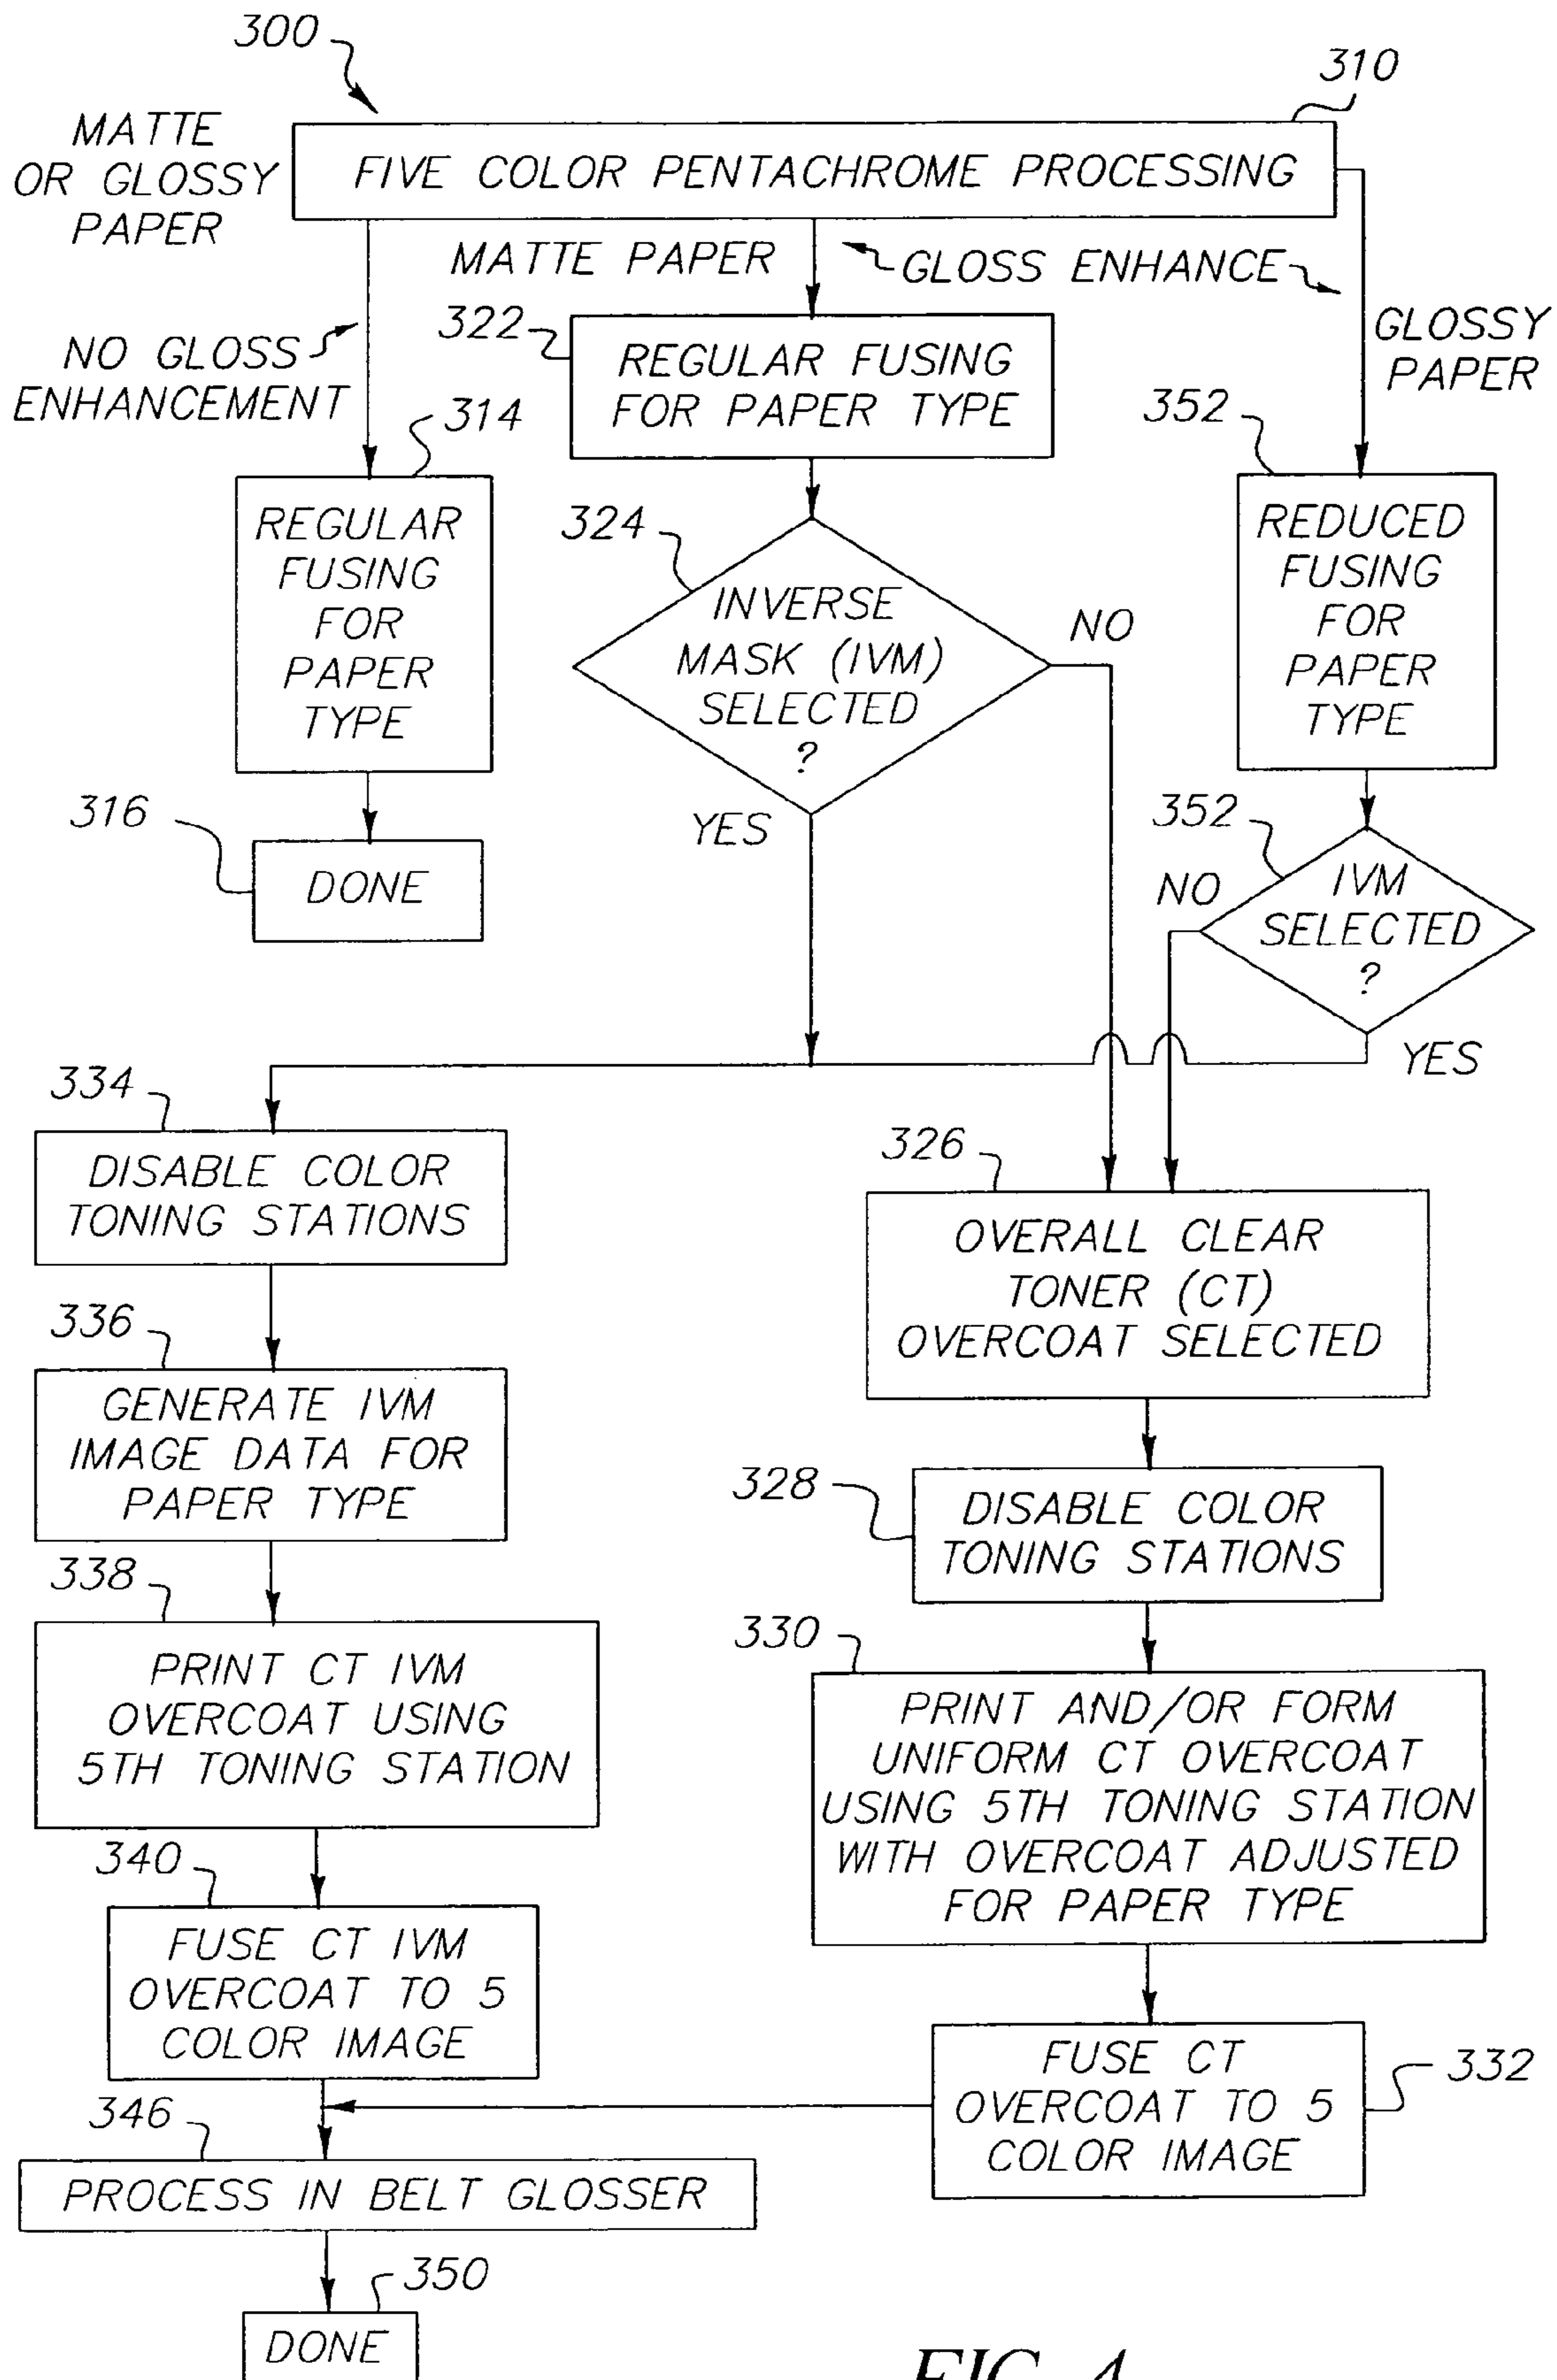 300
310
MATTE
OR GLOSSY
PAPER
FIVE COLOR PENTACHROME PROCESSING
MATTE PAPER
GLOSS ENHANCE
GLOSSY
PAPER
NO GLOSS
ENHANCEMENT
322
REGULAR FUSING
FOR PAPER TYPE
314
REGULAR
FUSING
FOR
PAPER
TYPE
316
DONE
324
INVERSE
MASK (IVM)
SELECTED
?
NO
YES
352
REDUCED
FUSING
FOR
PAPER
TYPE
352
IVM
SELECTED
?
NO
YES
334
DISABLE COLOR
TONING STATIONS
336
GENERATE IVM
IMAGE DATA FOR
PAPER TYPE
338
PRINT CT IVM
OVERCOAT USING
5TH TONING STATION
340
FUSE CT IVM
OVERCOAT TO 5
COLOR IMAGE
326
OVERALL CLEAR
TONER (CT)
OVERCOAT SELECTED
328
DISABLE COLOR
TONING STATIONS
330
PRINT AND/OR FORM
UNIFORM CT OVERCOAT
USING 5TH TONING STATION
WITH OVERCOAT ADJUSTED
FOR PAPER TYPE
332
FUSE CT
OVERCOAT TO 5
COLOR IMAGE
346
PROCESS IN BELT GLOSSER
350
DONE
FIG. 4